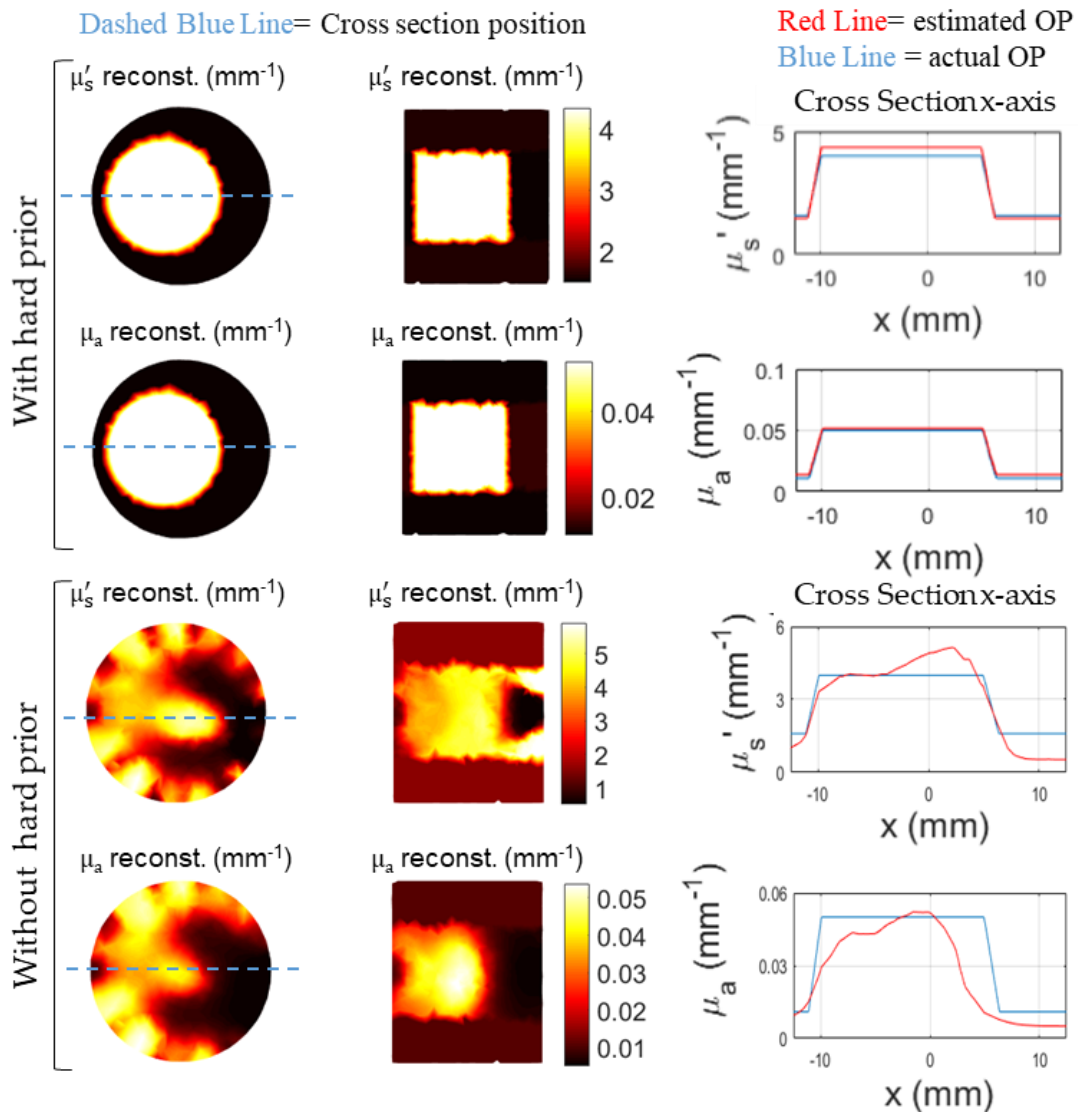 Dashed Blue Line= Cross section position
Red Line= estimated OP
Blue Line = actual OP
With hard prior
μ′s reconst. (mm-1)
μ′s reconst. (mm-1)
4
3
2
Cross Sectionx-axis
μs' (mm-1)
5
0
-10
0
10
x (mm)
μa reconst. (mm-1)
μa reconst. (mm-1)
0.04
0.02
μa (mm-1)
0.1
0.05
0
-10
0
10
x (mm)
Without hard prior
μ′s reconst. (mm-1)
μ′s reconst. (mm-1)
5
4
3
2
1
Cross Sectionx-axis
μs' (mm-1)
6
3
0
-10
0
10
x (mm)
μa reconst. (mm-1)
μa reconst. (mm-1)
0.05
0.04
0.03
0.02
0.01
μa (mm-1)
0.06
0.03
0
-10
0
10
x (mm)